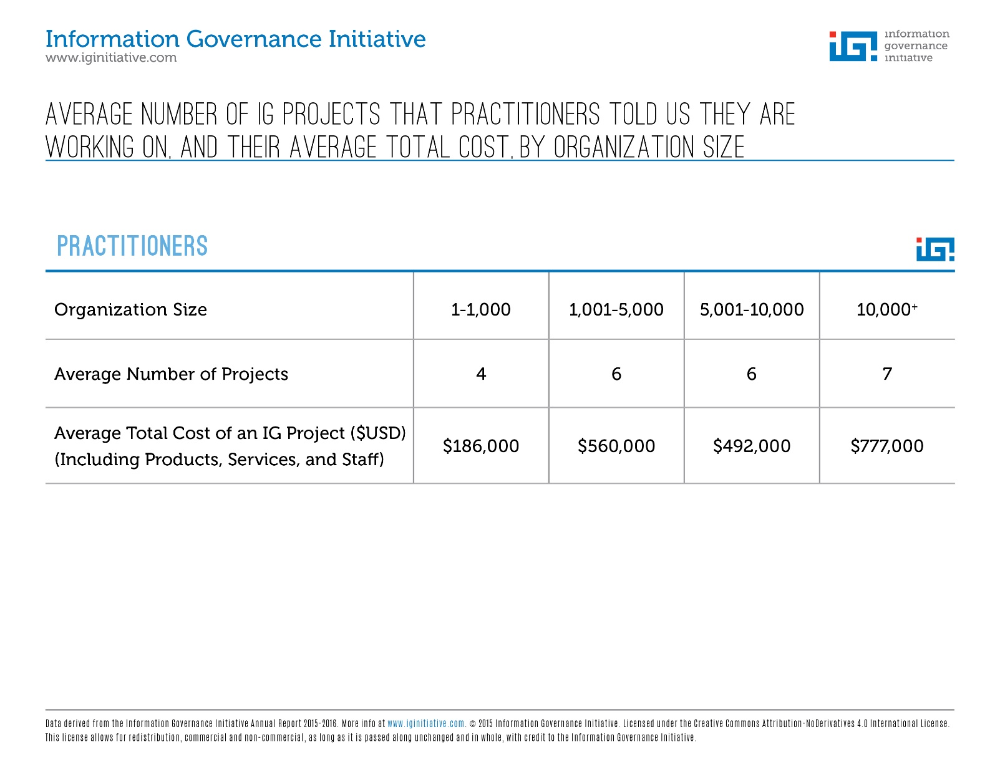 Information Governance Initiative
www.iginitiative.com
iG!
information
governance
initiative
AVERAGE NUMBER OF IG PROJECTS THAT PRACTITIONERS TOLD US THEY ARE
WORKING ON, AND THEIR AVERAGE TOTAL COST, BY ORGANIZATION SIZE
PRACTITIONERS
iG!
Organization Size 1-1,000 1,001-5,000 5,001-10,000 10,000+
Average Number of Projects 4 6 6 7
Average Total Cost of an IG Project ($USD)
(Including Products, Services, and Staff) $186,000 $560,000 $492,000 $777,000
Data derived from the Information Governance Initiative Annual Report 2015-2016. More info at www.iginitiative.com. © 2015 Information Governance Initiative. Licensed under the Creative Commons Attribution-NoDerivatives 4.0 International License.
This license allows for redistribution, commercial and non-commercial, as long as it is passed along unchanged and in whole, with credit to the Information Governance Initiative.